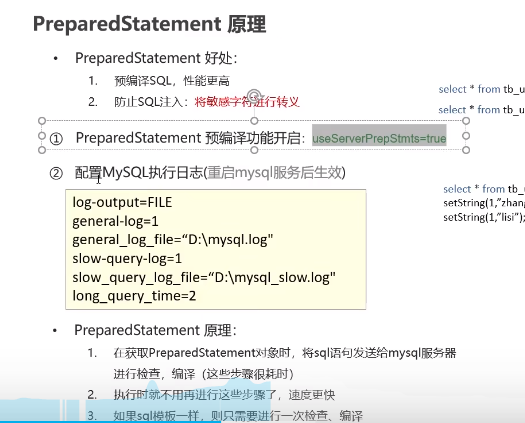 PreparedStatement 原理
• PreparedStatement 好处：
1. 预编译SQL，性能更高
2. 防止SQL注入：将敏感字符进行转义
① PreparedStatement 预编译功能开启：useServerPrepStmts=true
② 配置MySQL执行日志(重启mysql服务后生效)
log-output=FILE
general-log=1
general_log_file=“D:\mysql.log"
slow-query-log=1
slow_query_log_file=“D:\mysql_slow.log"
long_query_time=2
• PreparedStatement 原理：
1. 在获取PreparedStatement对象时，将sql语句发送给mysql服务器
进行检查，编译（这些步骤很耗时）
2. 执行时就不用再进行这些步骤了，速度更快
3. 如果sql模板一样，则只需要进行一次检查、编译
select * from tb_u
select * from tb_u
select * from tb_
setString(1,"zhang
setString(1,"lisi");